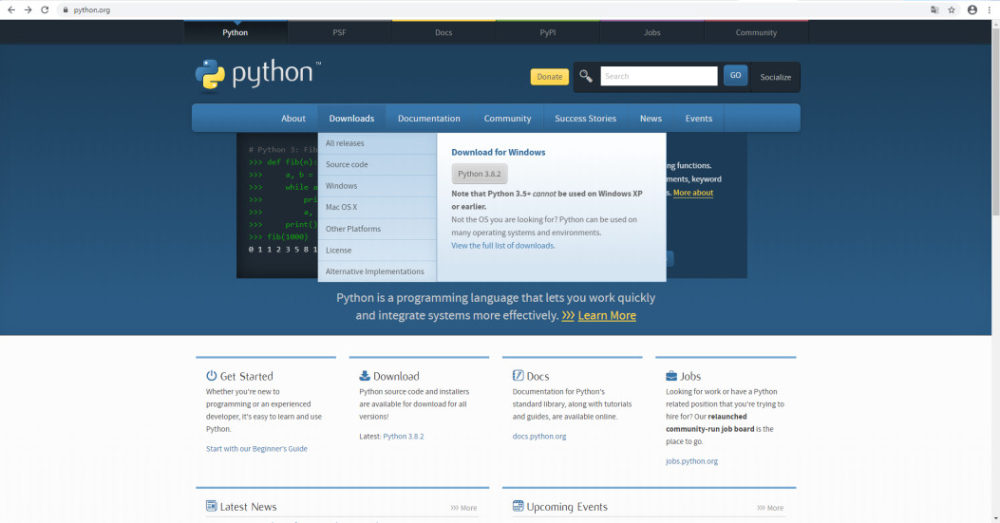 python.org
Python
PSF
Docs
PyPI
Jobs
Community
python™
Donate
Search
GO
Socialize
About
Downloads
Documentation
Community
Success Stories
News
Events
All releases
Source code
Windows
Mac OS X
Other Platforms
License
Alternative Implementations
Download for Windows
Python 3.8.2
Note that Python 3.5+ cannot be used on Windows XP
or earlier.
Not the OS you are looking for? Python can be used on
many operating systems and environments.
View the full list of downloads.
# Python 3: Fib
>>> def fib(n):
>>> a, b =
>>> while a
>>> pri
>>> a,
>>> print()
>>> fib(1000)
0 1 1 2 3 5 8 1
ng functions.
ments, keyword
s. More about
Python is a programming language that lets you work quickly
and integrate systems more effectively. >>> Learn More
Get Started
Whether you're new to
programming or an experienced
developer, it's easy to learn and use
Python.
Start with our Beginner's Guide
Download
Python source code and installers
are available for download for all
versions!
Latest: Python 3.8.2
Docs
Documentation for Python's
standard library, along with tutorials
and guides, are available online.
docs.python.org
Jobs
Looking for work or have a Python
related position that you're trying to
hire for? Our relaunched
community-run job board is the
place to go.
jobs.python.org
Latest News
>>> More
Upcoming Events
>>> More